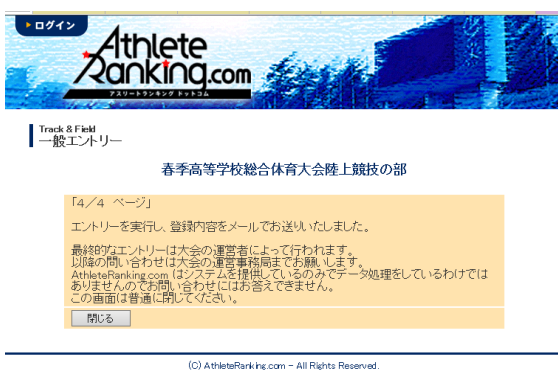 ログイン
Athlete
Ranking.com
アスリートランキング ドットコム
Track & Field
一般エントリー
春季高等学校総合体育大会陸上競技の部
「4/4 ページ」
エントリーを実行し、登録内容をメールでお送りいたしました。
最終的なエントリーは大会の運営者によって行われます。
以降の問い合わせは大会の運営事務局までお願いします。
AthleteRanking.com はシステムを提供しているのみでデータ処理をしているわけでは
ありませんのでお問い合わせにはお答えできません。
この画面は普通に閉じてください。
閉じる
(C) AthleteRanking.com - All Rights Reserved.